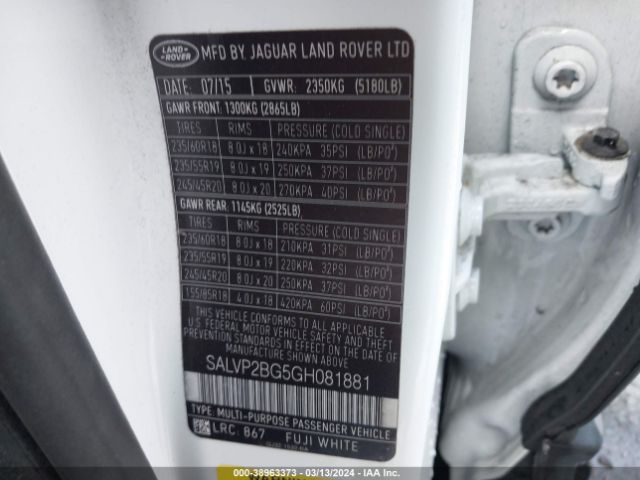 LAND ROVER MFD BY JAGUAR LAND ROVER LTD
DATE: 07/15 GVWR: 2350KG (5180LB)
GAWR FRONT: 1300KG (2865LB)
TIRES RIMS PRESSURE (COLD SINGLE)
235/60R18 8.0J x 18 240KPA 35PSI (LB/PO²)
235/55R19 8.0J x 19 250KPA 37PSI (LB/PO²)
245/45R20 8.0J x 20 270KPA 40PSI (LB/PO²)
GAWR REAR: 1145KG (2525LB)
TIRES RIMS PRESSURE (COLD SINGLE)
235/60R18 8.0J x 18 210KPA 31PSI (LB/PO²)
235/55R19 8.0J x 19 220KPA 32PSI (LB/PO²)
245/45R20 8.0J x 20 250KPA 37PSI (LB/PO²)
155/85R18 4.0J x 18 420KPA 60PSI (LB/PO²)
THIS VEHICLE CONFORMS TO ALL APPLICABLE
U.S. FEDERAL MOTOR VEHICLE SAFETY AND THEFT
PREVENTION STANDARDS IN EFFECT ON THE DATE OF
MANUFACTURE SHOWN ABOVE
SALVP2BG5GH081881
TYPE: MULTI-PURPOSE PASSENGER VEHICLE
LRC: 867 FUJI WHITE
000-38963373 - 03/13/2024 - IAA, Inc.